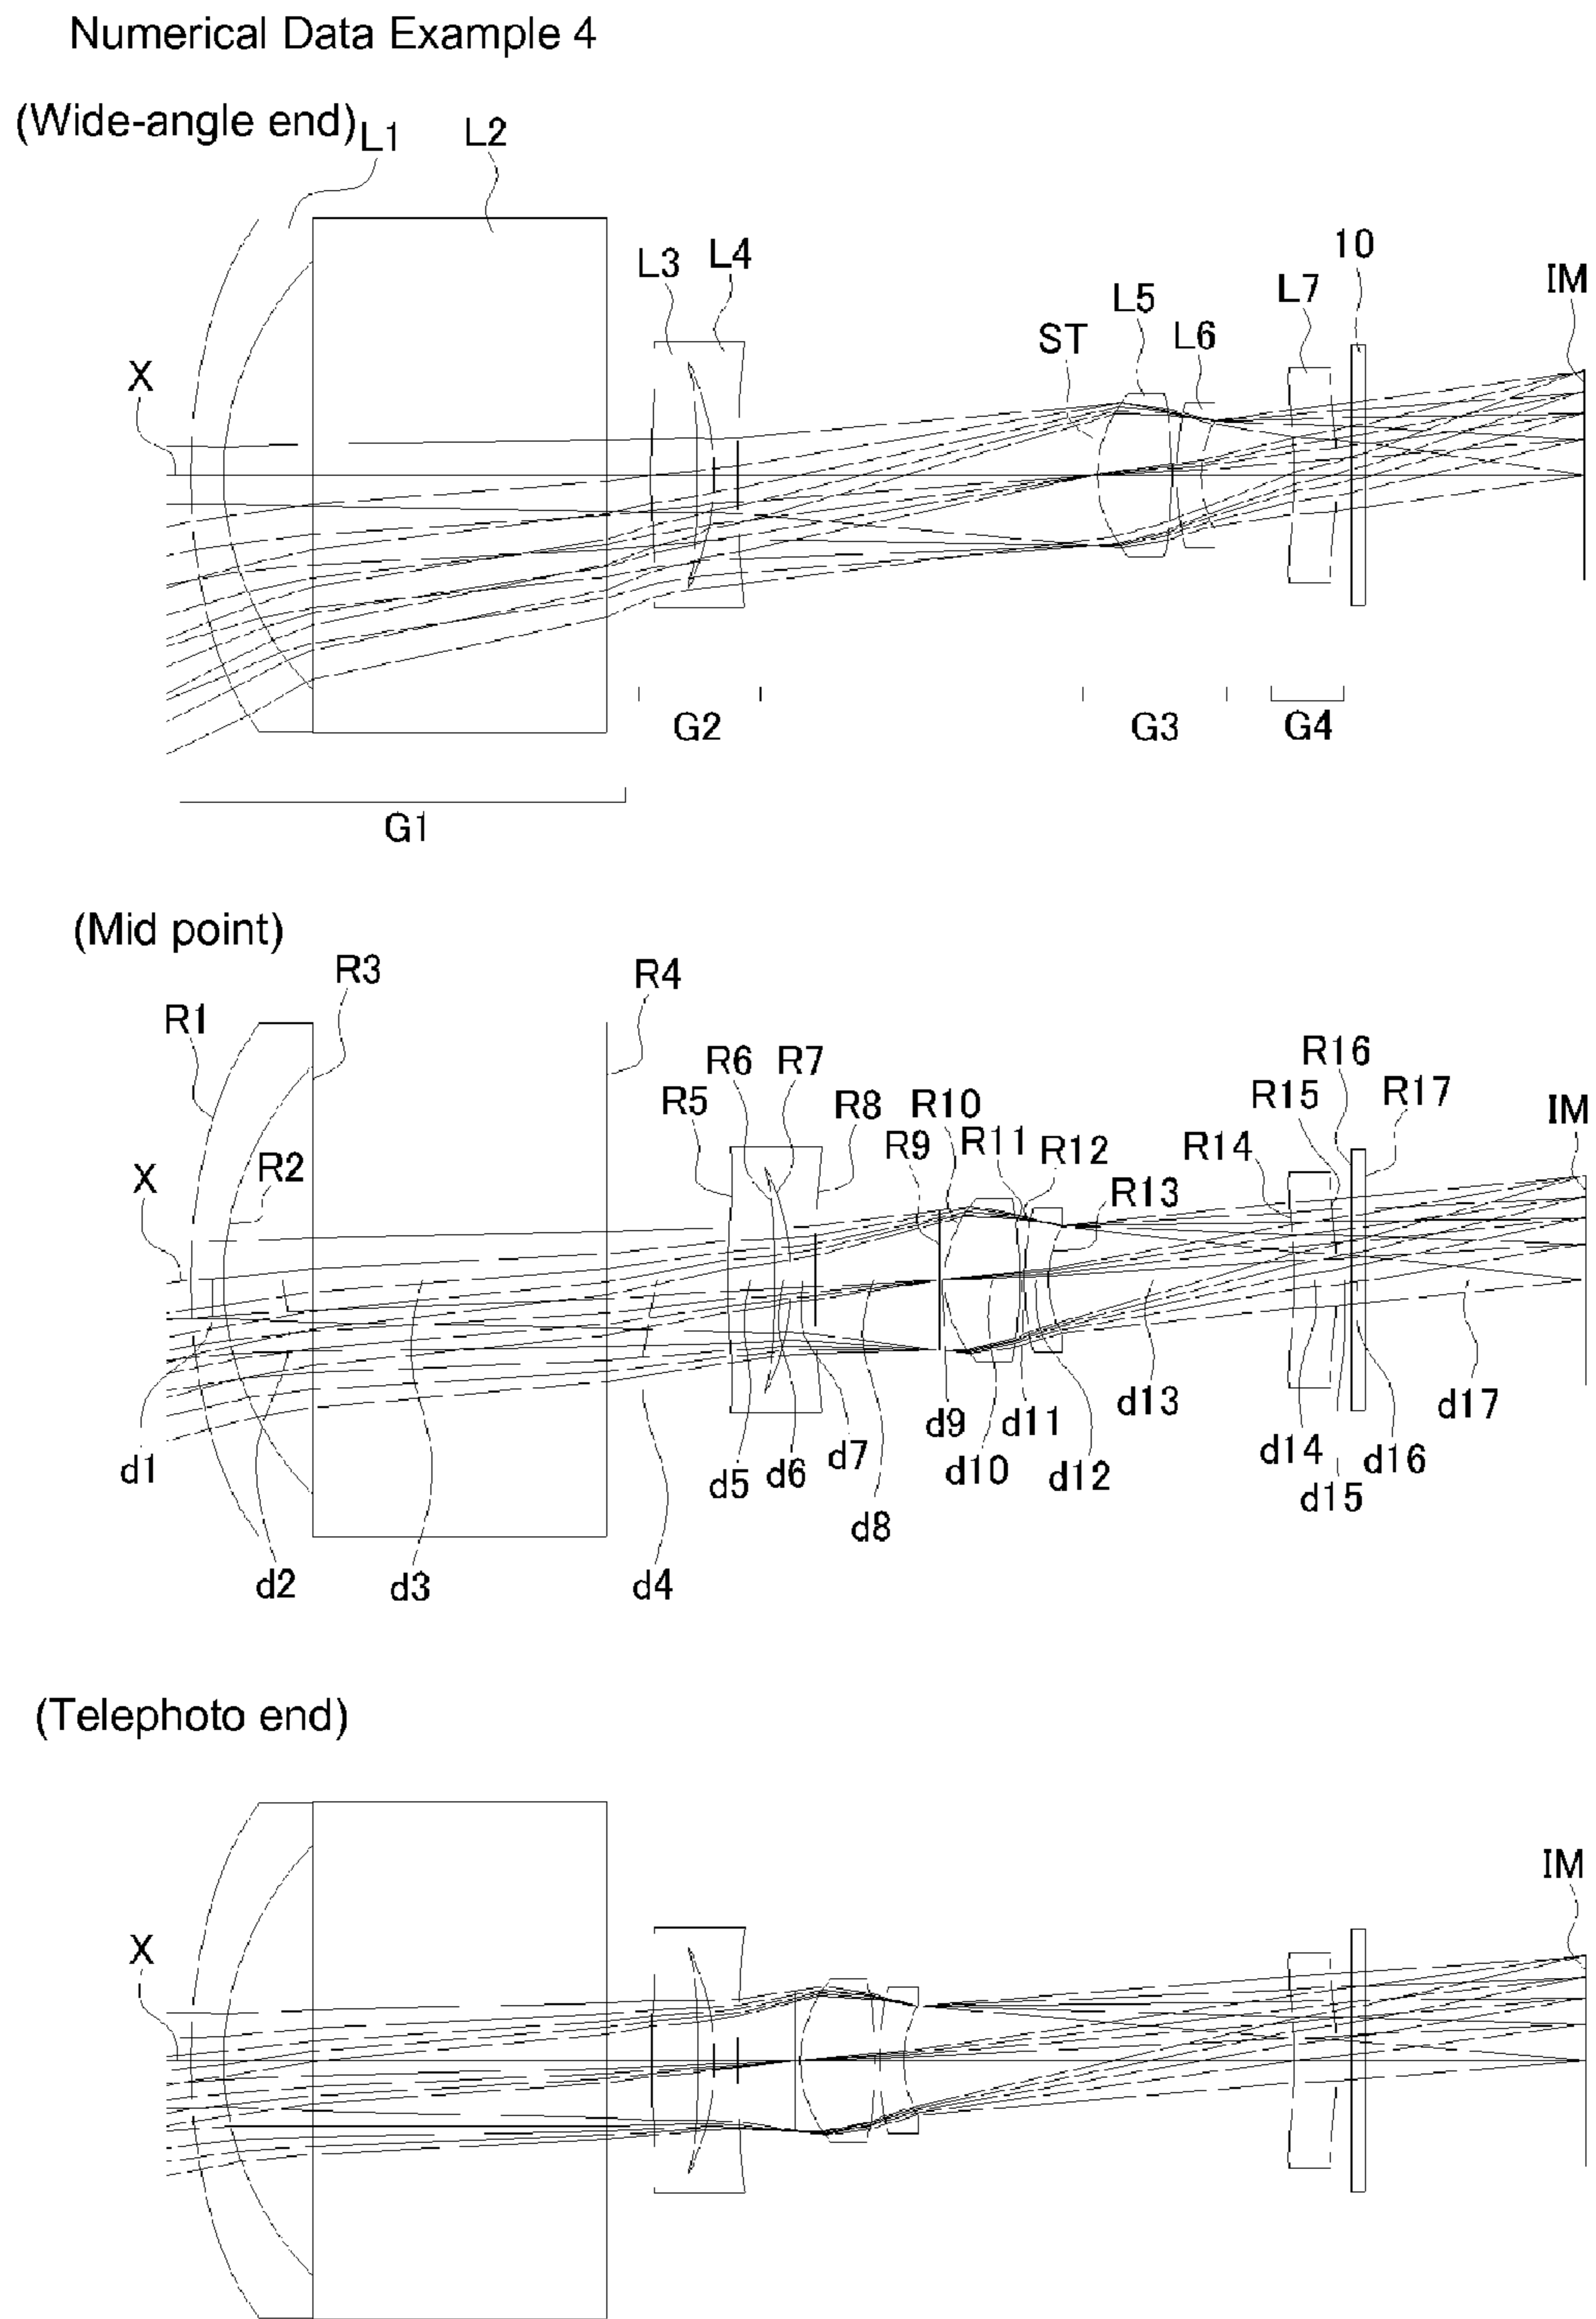 Numerical Data Example 4
(Wide-angle end)
L1
L2
L3
L4
10
IM
L7
L5
L6
ST
X
G2
G3
G4
G1
(Mid point)
R3
R4
R1
R16
R6
R7
R5
R8
R10
R15
R17
IM
R9
R11
R12
R14
X
R2
R13
d1
d5
d6
d7
d9
d11
d10
d12
d13
d14
d16
d17
d15
d8
d2
d3
d4
(Telephoto end)
IM
X